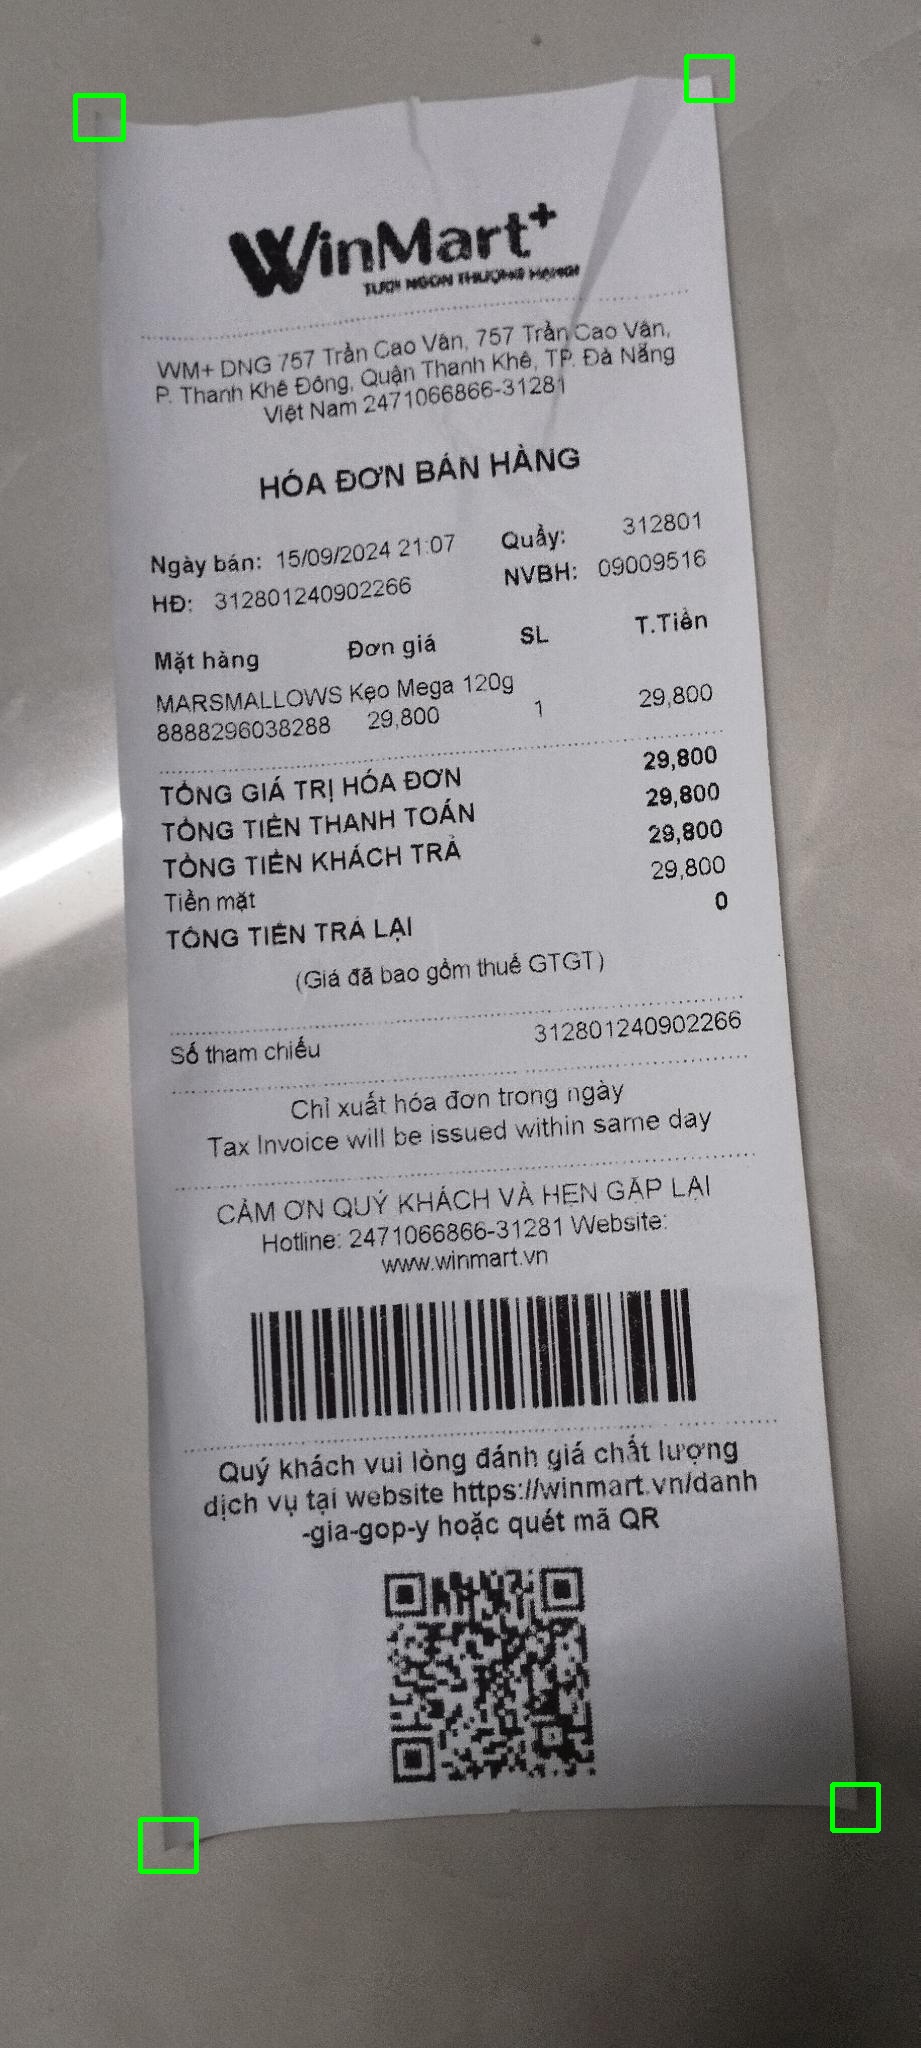 WinMart+
TƯƠI NGON THƯỢNG HẠNG!
WM+ DNG 757 Trần Cao Vân, 757 Trần Cao Vân,
P. Thanh Khê Đông, Quận Thanh Khê, TP. Đà Nẵng
Việt Nam 2471066866-31281
HÓA ĐƠN BÁN HÀNG
Ngày bán: 15/09/2024 21:07 Quầy: 312801
HĐ: 312801240902266 NVBH: 09009516
Mặt hàng Đơn giá SL T.Tiền
MARSMALLOWS Kẹo Mega 120g
8888296038288 29,800 1 29,800
TỔNG GIÁ TRỊ HÓA ĐƠN 29,800
TỔNG TIỀN THANH TOÁN 29,800
TỔNG TIỀN KHÁCH TRẢ 29,800
Tiền mặt 29,800
TỔNG TIỀN TRẢ LẠI 0
(Giá đã bao gồm thuế GTGT)
Số tham chiếu 312801240902266
Chỉ xuất hóa đơn trong ngày
Tax Invoice will be issued within same day
CẢM ƠN QUÝ KHÁCH VÀ HẸN GẶP LẠI
Hotline: 2471066866-31281 Website:
www.winmart.vn
Quý khách vui lòng đánh giá chất lượng
dịch vụ tại website https://winmart.vn/danh
-gia-gop-y hoặc quét mã QR